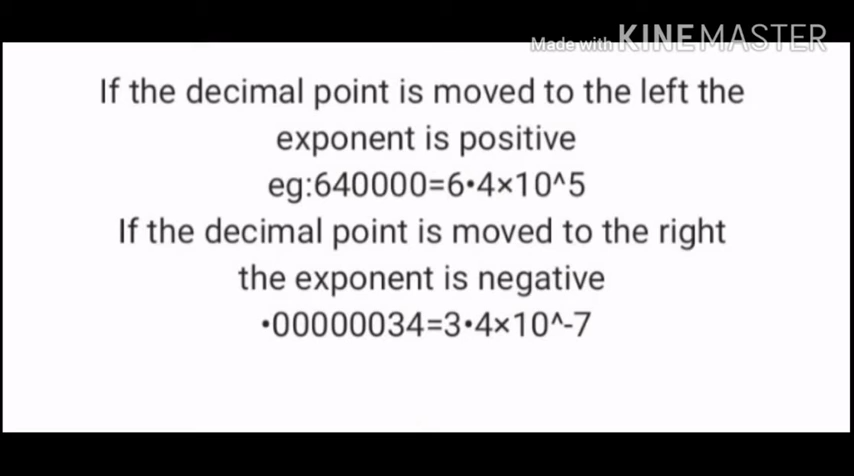 Made with KINEMASTER
If the decimal point is moved to the left the
exponent is positive
eg:640000=6•4×10^5
If the decimal point is moved to the right
the exponent is negative
•00000034=3•4×10^-7